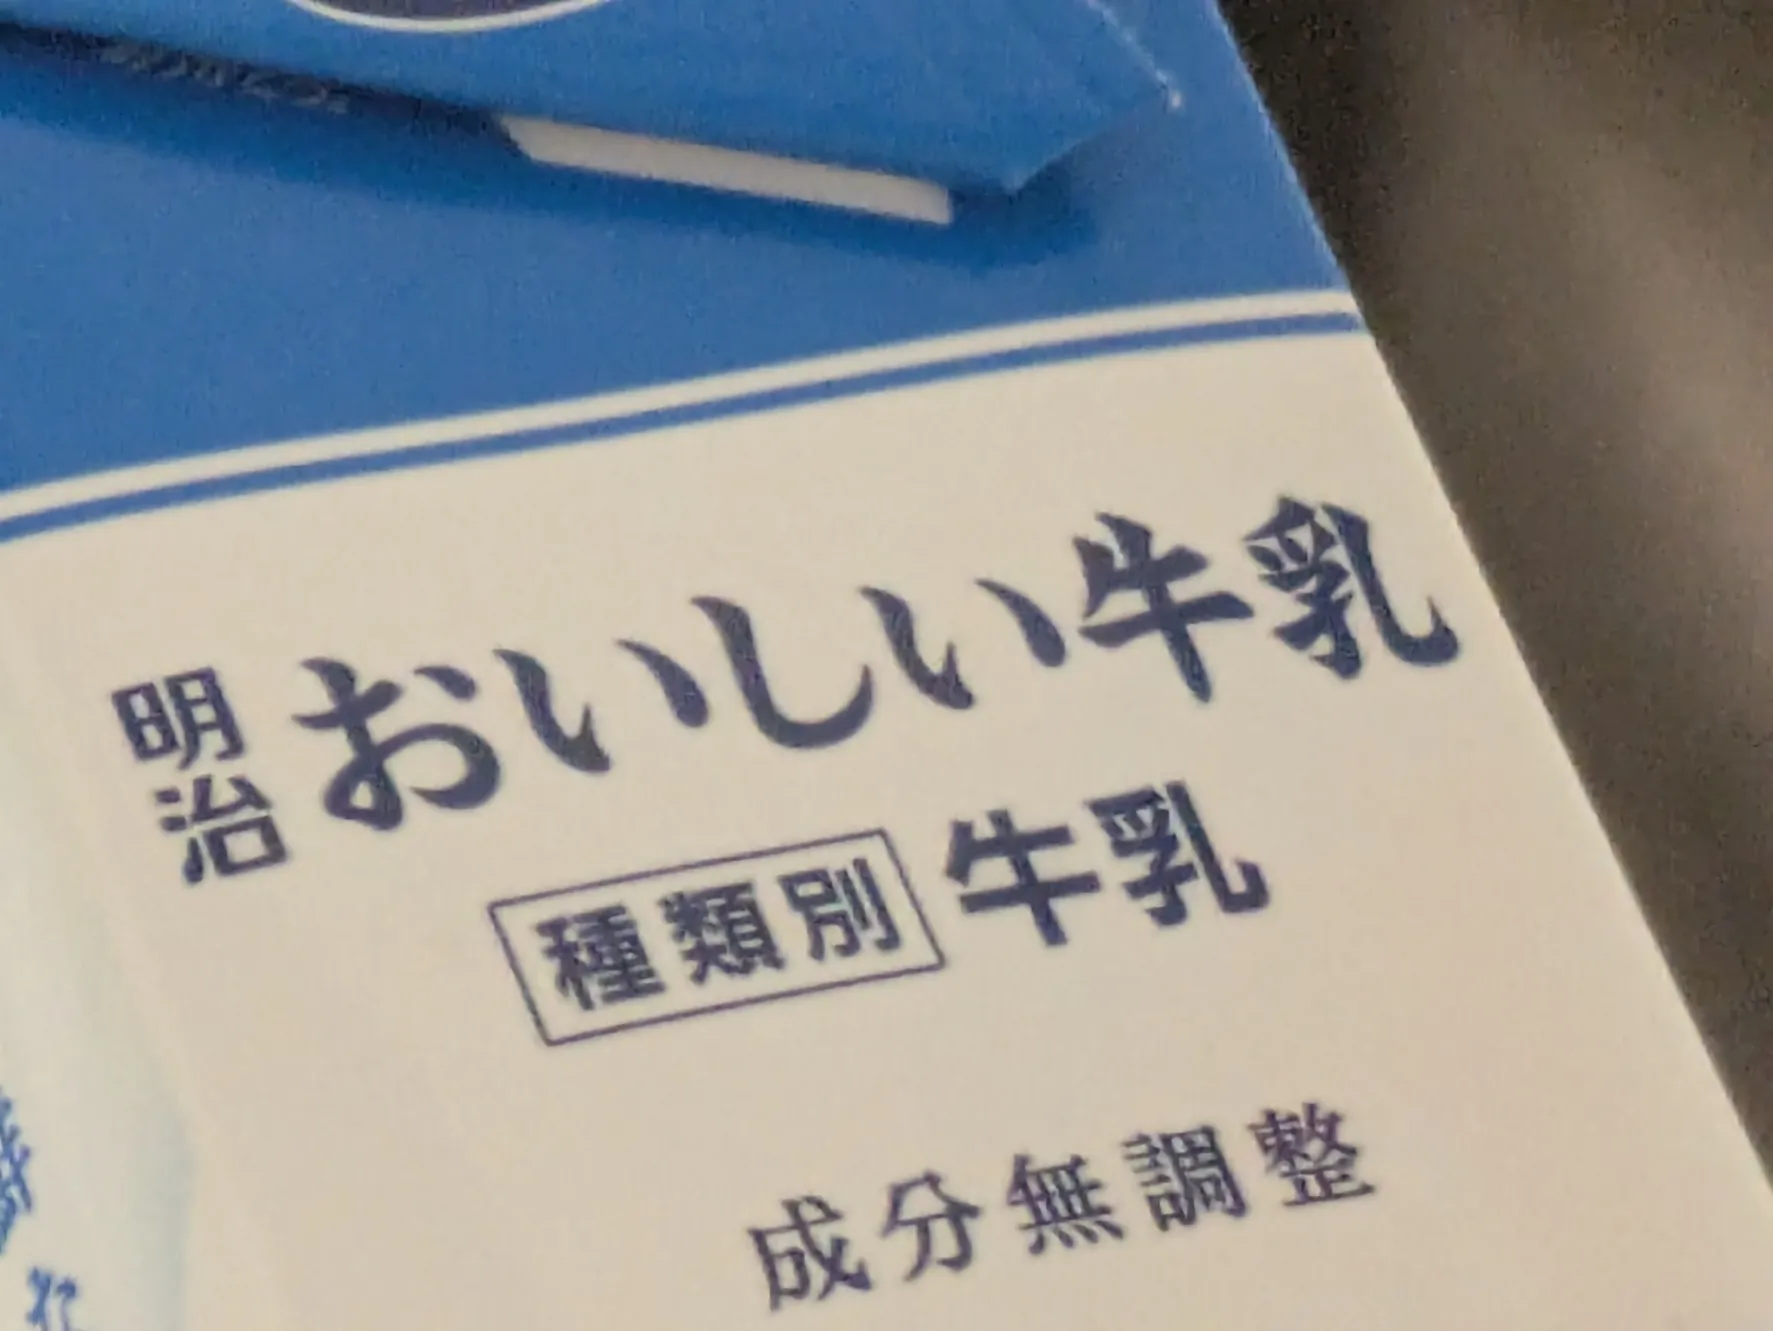 明治おいしい牛乳
種類別 牛乳
成分無調整